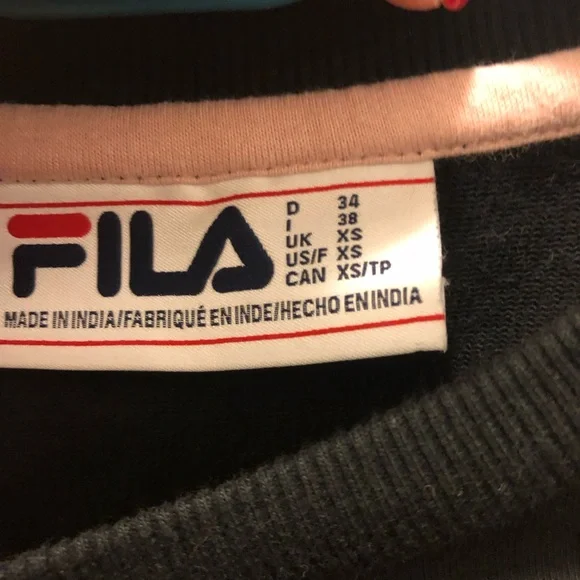 FILA
D 34
I 38
UK XS
US/F XS
CAN XS/TP
MADE IN INDIA/FABRIQUÉ EN INDE/HECHO EN INDIA